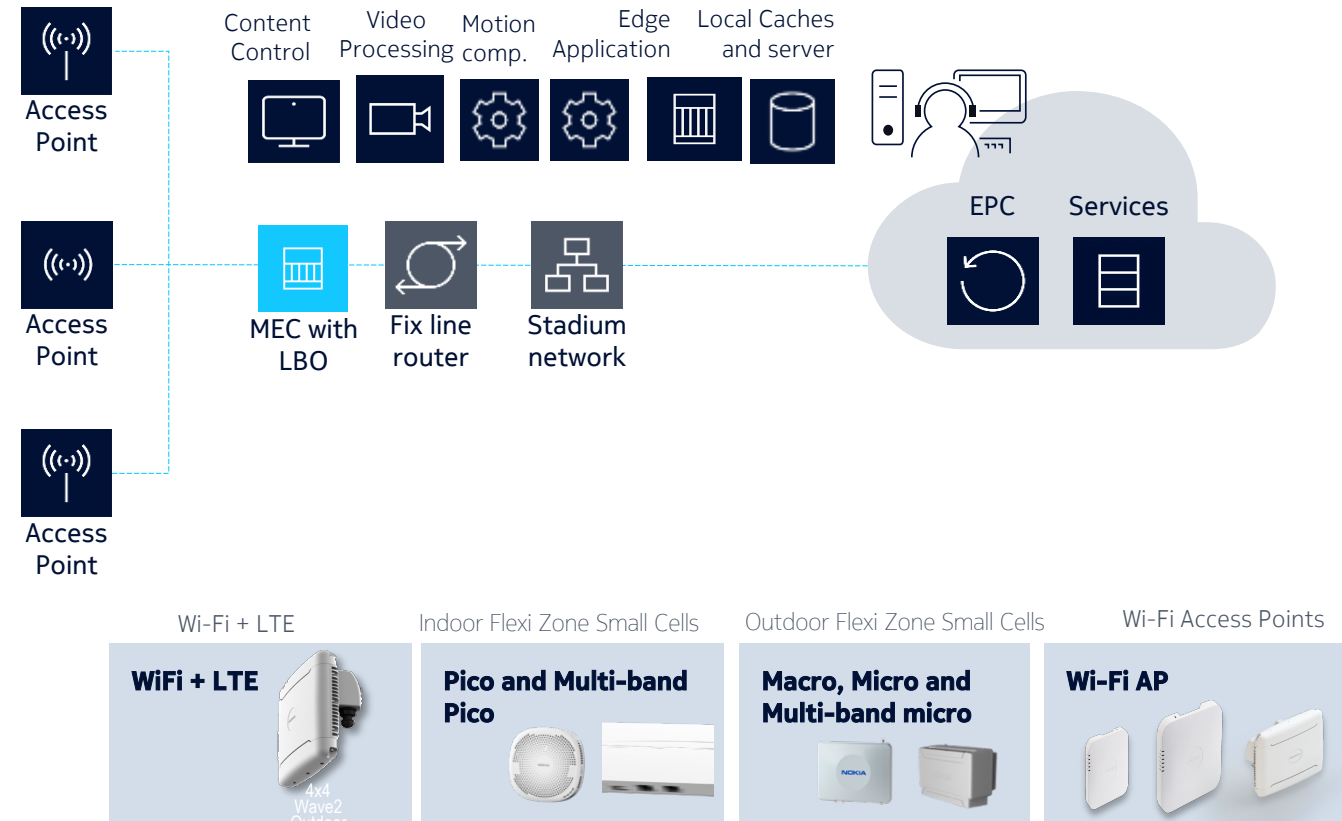 Content
Control
Video
Processing
Motion
comp.
Edge
Application
Local Caches
and server
Access
Point
EPC
Services
Access
Point
MEC with
LBO
Fix line
router
Stadium
network
Access
Point
Wi-Fi + LTE
Indoor Flexi Zone Small Cells
Outdoor Flexi Zone Small Cells
Wi-Fi Access Points
WiFi + LTE
4x4
Wave2
Outdoor
Pico and Multi-band
Pico
Macro, Micro and
Multi-band micro
NOKIA
Wi-Fi AP